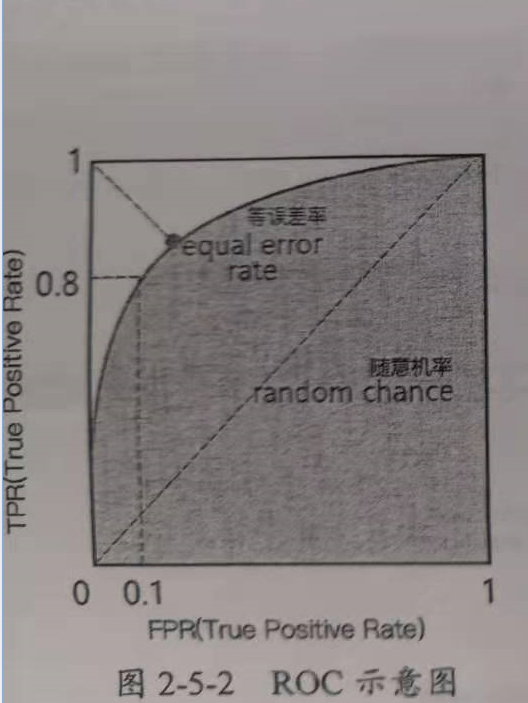 1
等误差率
equal error
rate
0.8
TPR(True Positive Rate)
随意机率
random chance
0
0.1
1
FPR(True Positive Rate)
图 2-5-2 ROC 示意图